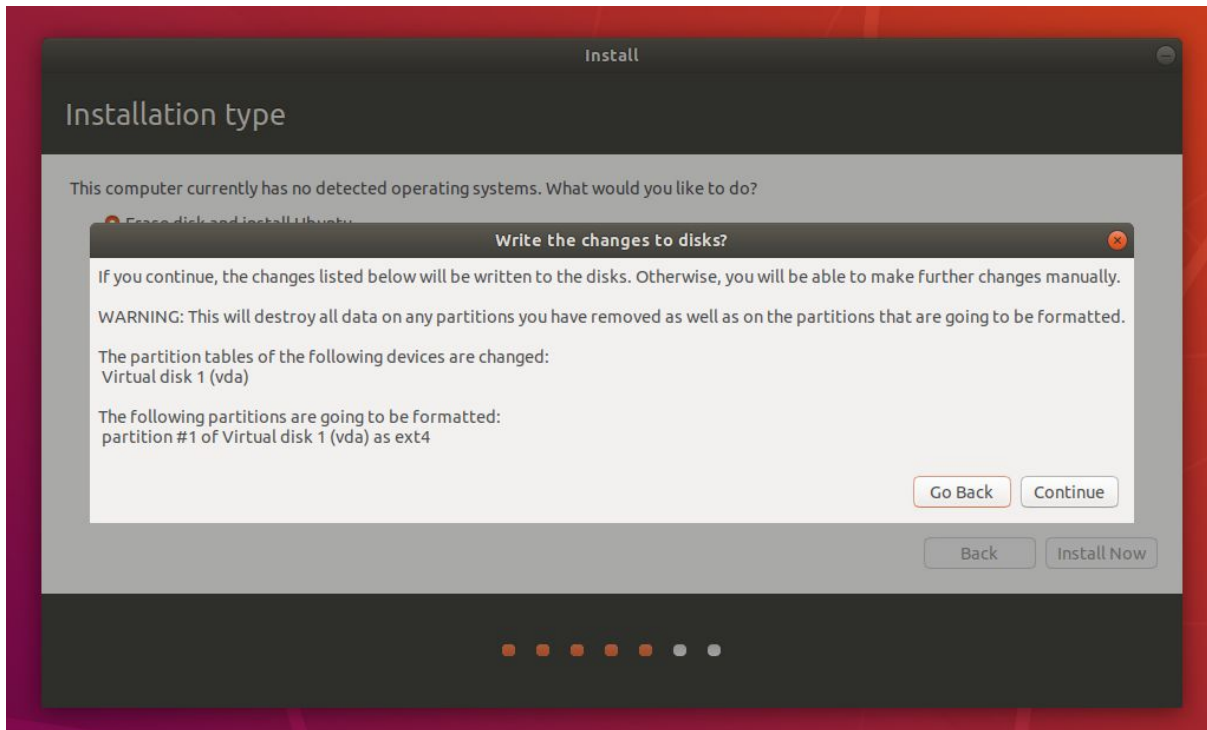 Install
Installation type
This computer currently has no detected operating systems. What would you like to do?
Erase disk and install Ubuntu
Write the changes to disks?
If you continue, the changes listed below will be written to the disks. Otherwise, you will be able to make further changes manually.
WARNING: This will destroy all data on any partitions you have removed as well as on the partitions that are going to be formatted.
The partition tables of the following devices are changed:
Virtual disk 1 (vda)
The following partitions are going to be formatted:
partition #1 of Virtual disk 1 (vda) as ext4
Go Back Continue
Back Install Now